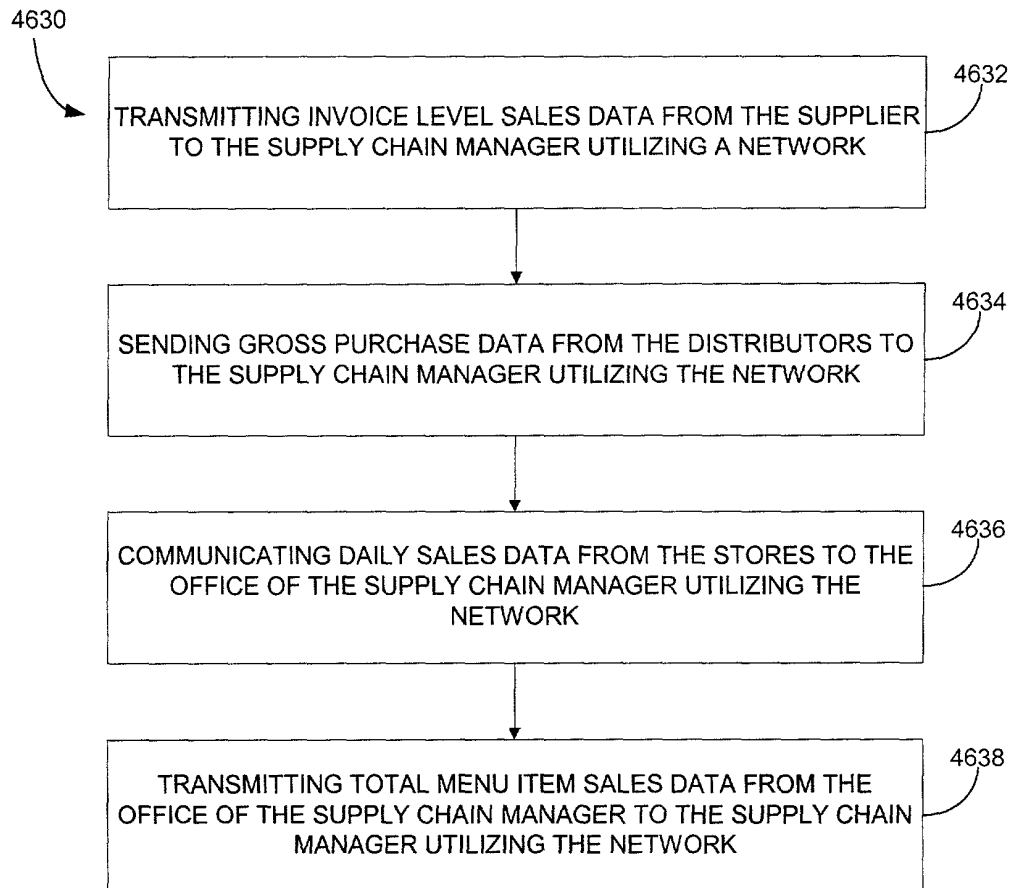 4630
4632
TRANSMITTING INVOICE LEVEL SALES DATA FROM THE SUPPLIER
TO THE SUPPLY CHAIN MANAGER UTILIZING A NETWORK
4634
SENDING GROSS PURCHASE DATA FROM THE DISTRIBUTORS TO
THE SUPPLY CHAIN MANAGER UTILIZING THE NETWORK
4636
COMMUNICATING DAILY SALES DATA FROM THE STORES TO THE
OFFICE OF THE SUPPLY CHAIN MANAGER UTILIZING THE
NETWORK
4638
TRANSMITTING TOTAL MENU ITEM SALES DATA FROM THE
OFFICE OF THE SUPPLY CHAIN MANAGER TO THE SUPPLY CHAIN
MANAGER UTILIZING THE NETWORK